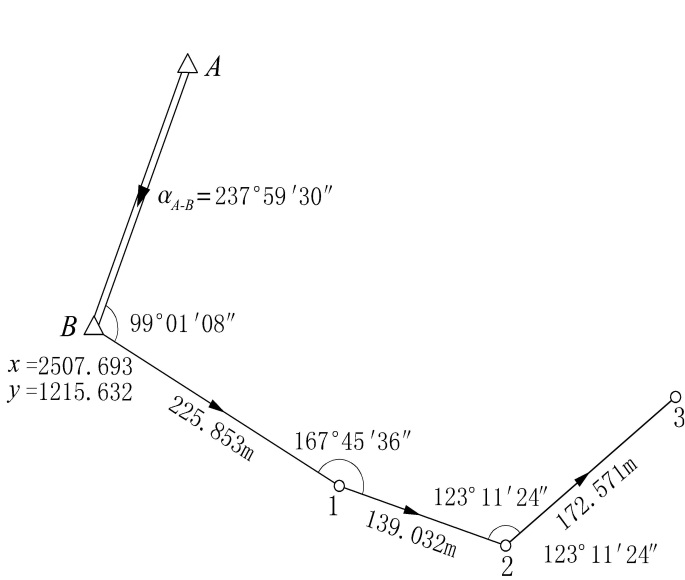 A
α_A-B=237°59′30″
B
99°01′08″
x=2507.693
y=1215.632
225.853m
167°45′36″
1
139.032m
123°11′24″
2
172.571m
3
123°11′24″